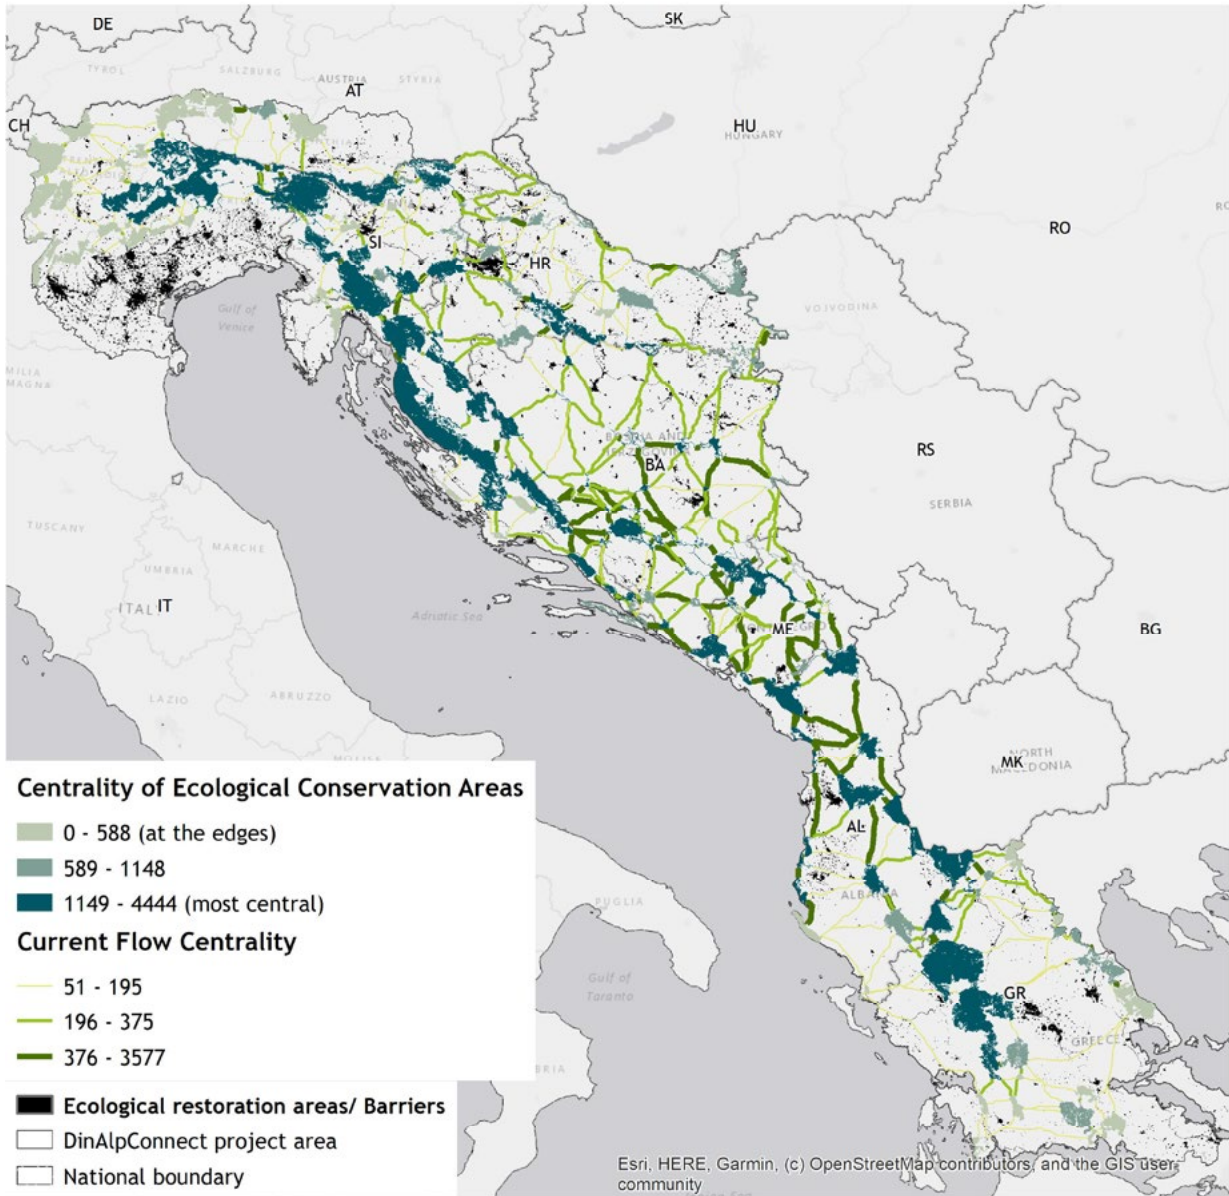 DE
SK
TYROL
SALZBURG
AUSTRIA
STYRIA
AT
CH
HU
HUNGARY
RO
SI
HR
Gulf of
Venice
VOJVODINA
MILIA
MAGNA
BOSNIA AND
HERZEGOVINA
BA
RS
SERBIA
TUSCANY
MARCHE
UMBRIA
ITALY
IT
Adriatic Sea
ME
BG
LAZIO
ABRUZZO
MOLISE
NORTH
MACEDONIA
MK
AL
ALBANIA
PUGLIA
Gulf of
Taranto
GR
GREECE
BRIA
Centrality of Ecological Conservation Areas
0 - 588 (at the edges)
589 - 1148
1149 - 4444 (most central)
Current Flow Centrality
51 - 195
196 - 375
376 - 3577
Ecological restoration areas/ Barriers
DinAlpConnect project area
National boundary
Esri, HERE, Garmin, (c) OpenStreetMap contributors, and the GIS user
community